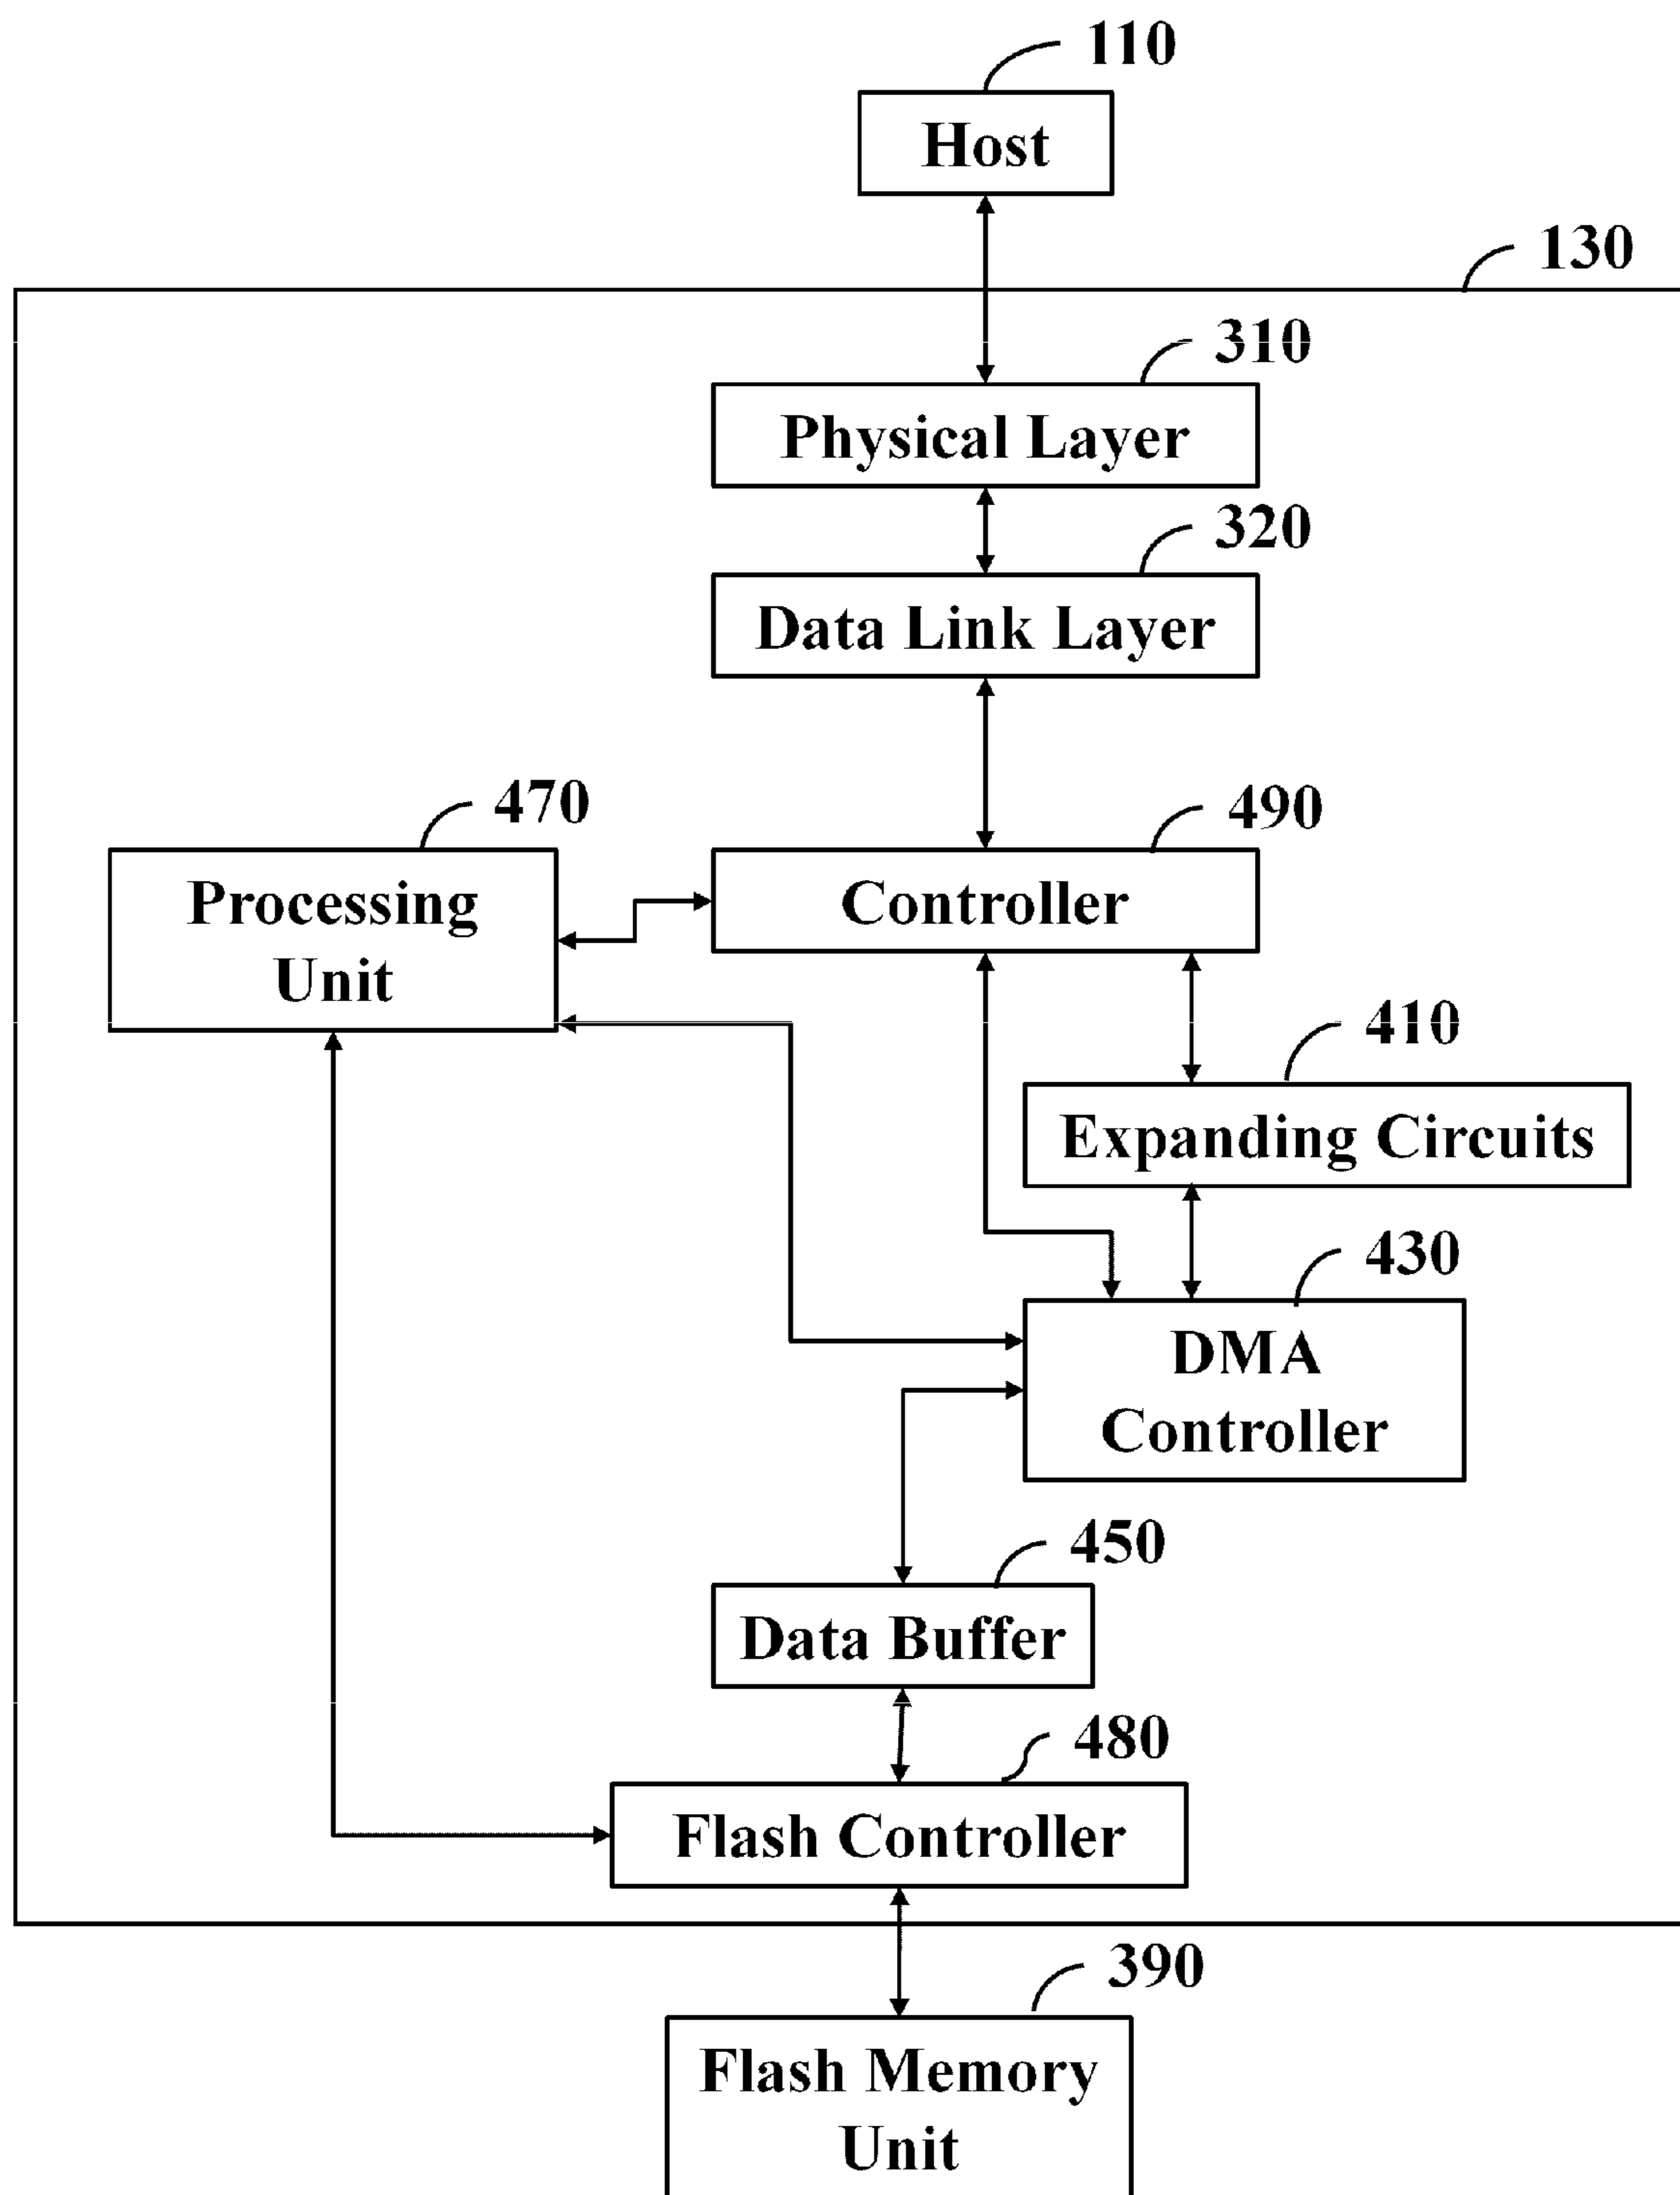 110
Host
130
310
Physical Layer
320
Data Link Layer
470
490
Processing
Unit
Controller
410
Expanding Circuits
430
DMA
Controller
450
Data Buffer
480
Flash Controller
390
Flash Memory
Unit